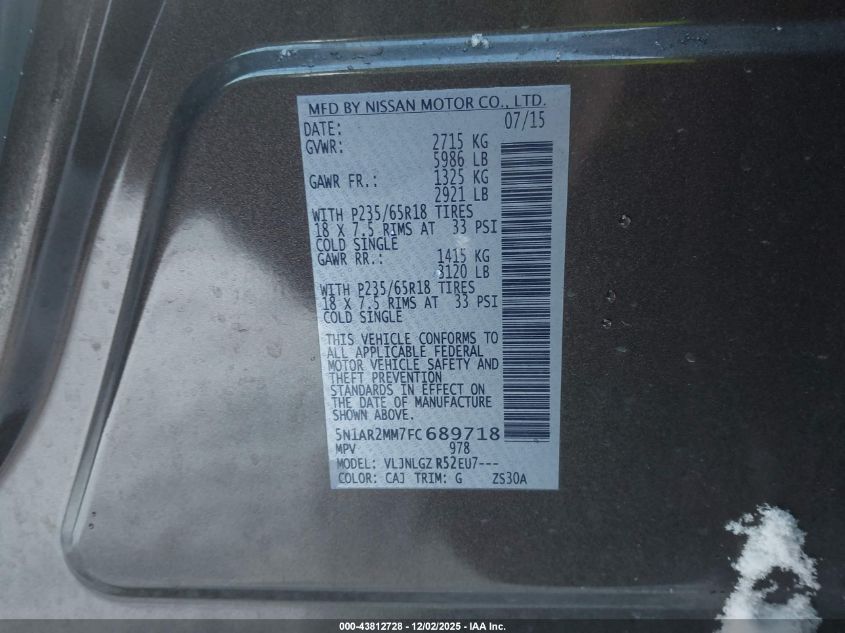 MFD BY NISSAN MOTOR CO., LTD.
DATE: 07/15
GVWR: 2715 KG
5986 LB
GAWR FR.: 1325 KG
2921 LB
WITH P235/65R18 TIRES
18 X 7.5 RIMS AT 33 PSI
COLD SINGLE
GAWR RR.: 1415 KG
3120 LB
WITH P235/65R18 TIRES
18 X 7.5 RIMS AT 33 PSI
COLD SINGLE
THIS VEHICLE CONFORMS TO
ALL APPLICABLE FEDERAL
MOTOR VEHICLE SAFETY AND
THEFT PREVENTION
STANDARDS IN EFFECT ON
THE DATE OF MANUFACTURE
SHOWN ABOVE.
5N1AR2MM7FC689718
MPV 978
MODEL: VLJNLGZ R52EU7---
COLOR: CAJ TRIM: G ZS30A
000-43812728 - 12/02/2025 - IAA Inc.